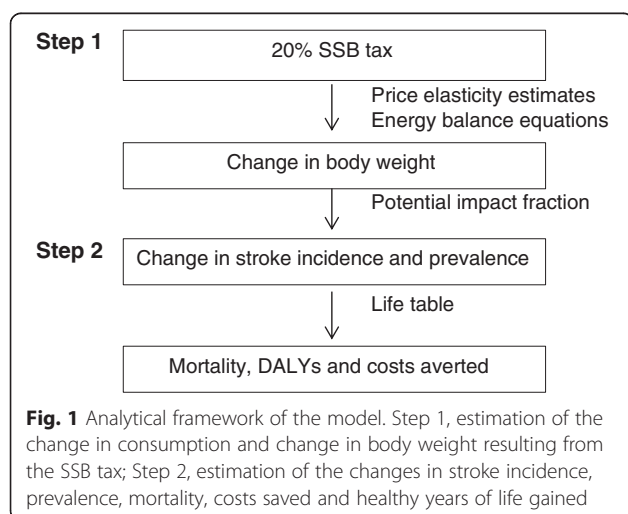 Step 1
20% SSB tax
Price elasticity estimates
Energy balance equations
Change in body weight
Potential impact fraction
Step 2
Change in stroke incidence and prevalence
Life table
Mortality, DALYs and costs averted
Fig. 1 Analytical framework of the model. Step 1, estimation of the
change in consumption and change in body weight resulting from
the SSB tax; Step 2, estimation of the changes in stroke incidence,
prevalence, mortality, costs saved and healthy years of life gained